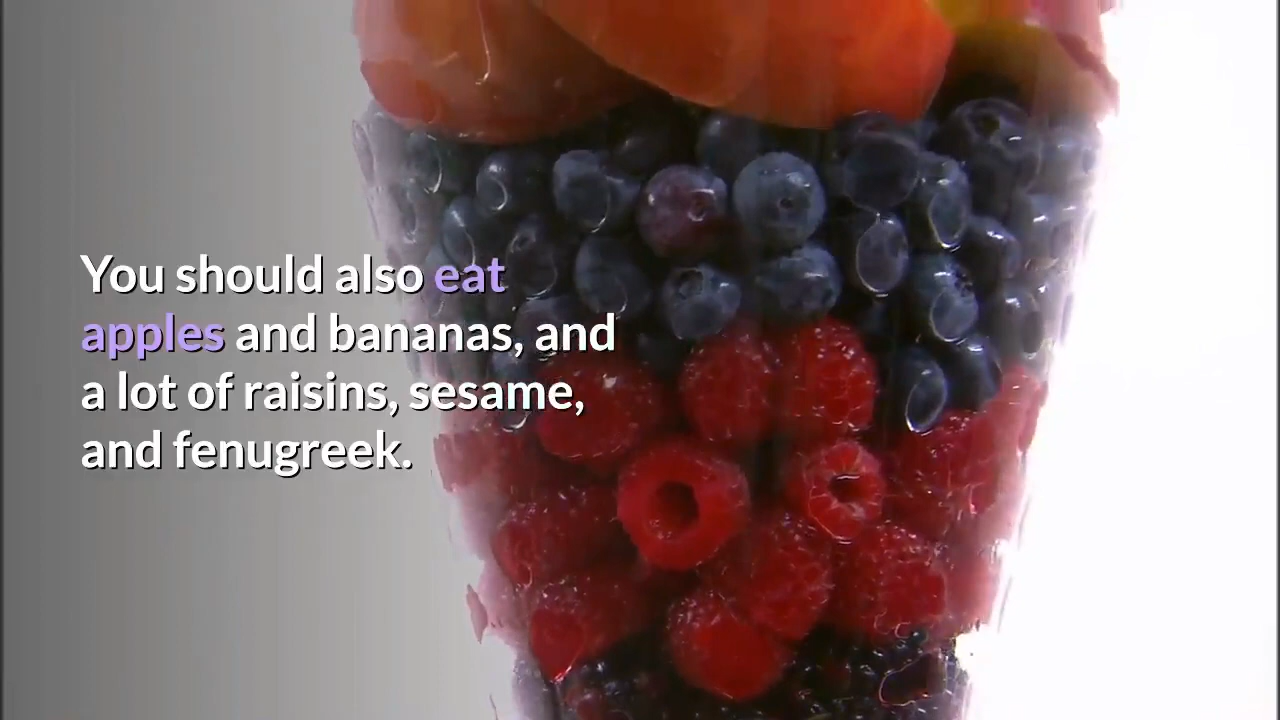 You should also eat
apples and bananas, and
a lot of raisins, sesame,
and fenugreek.